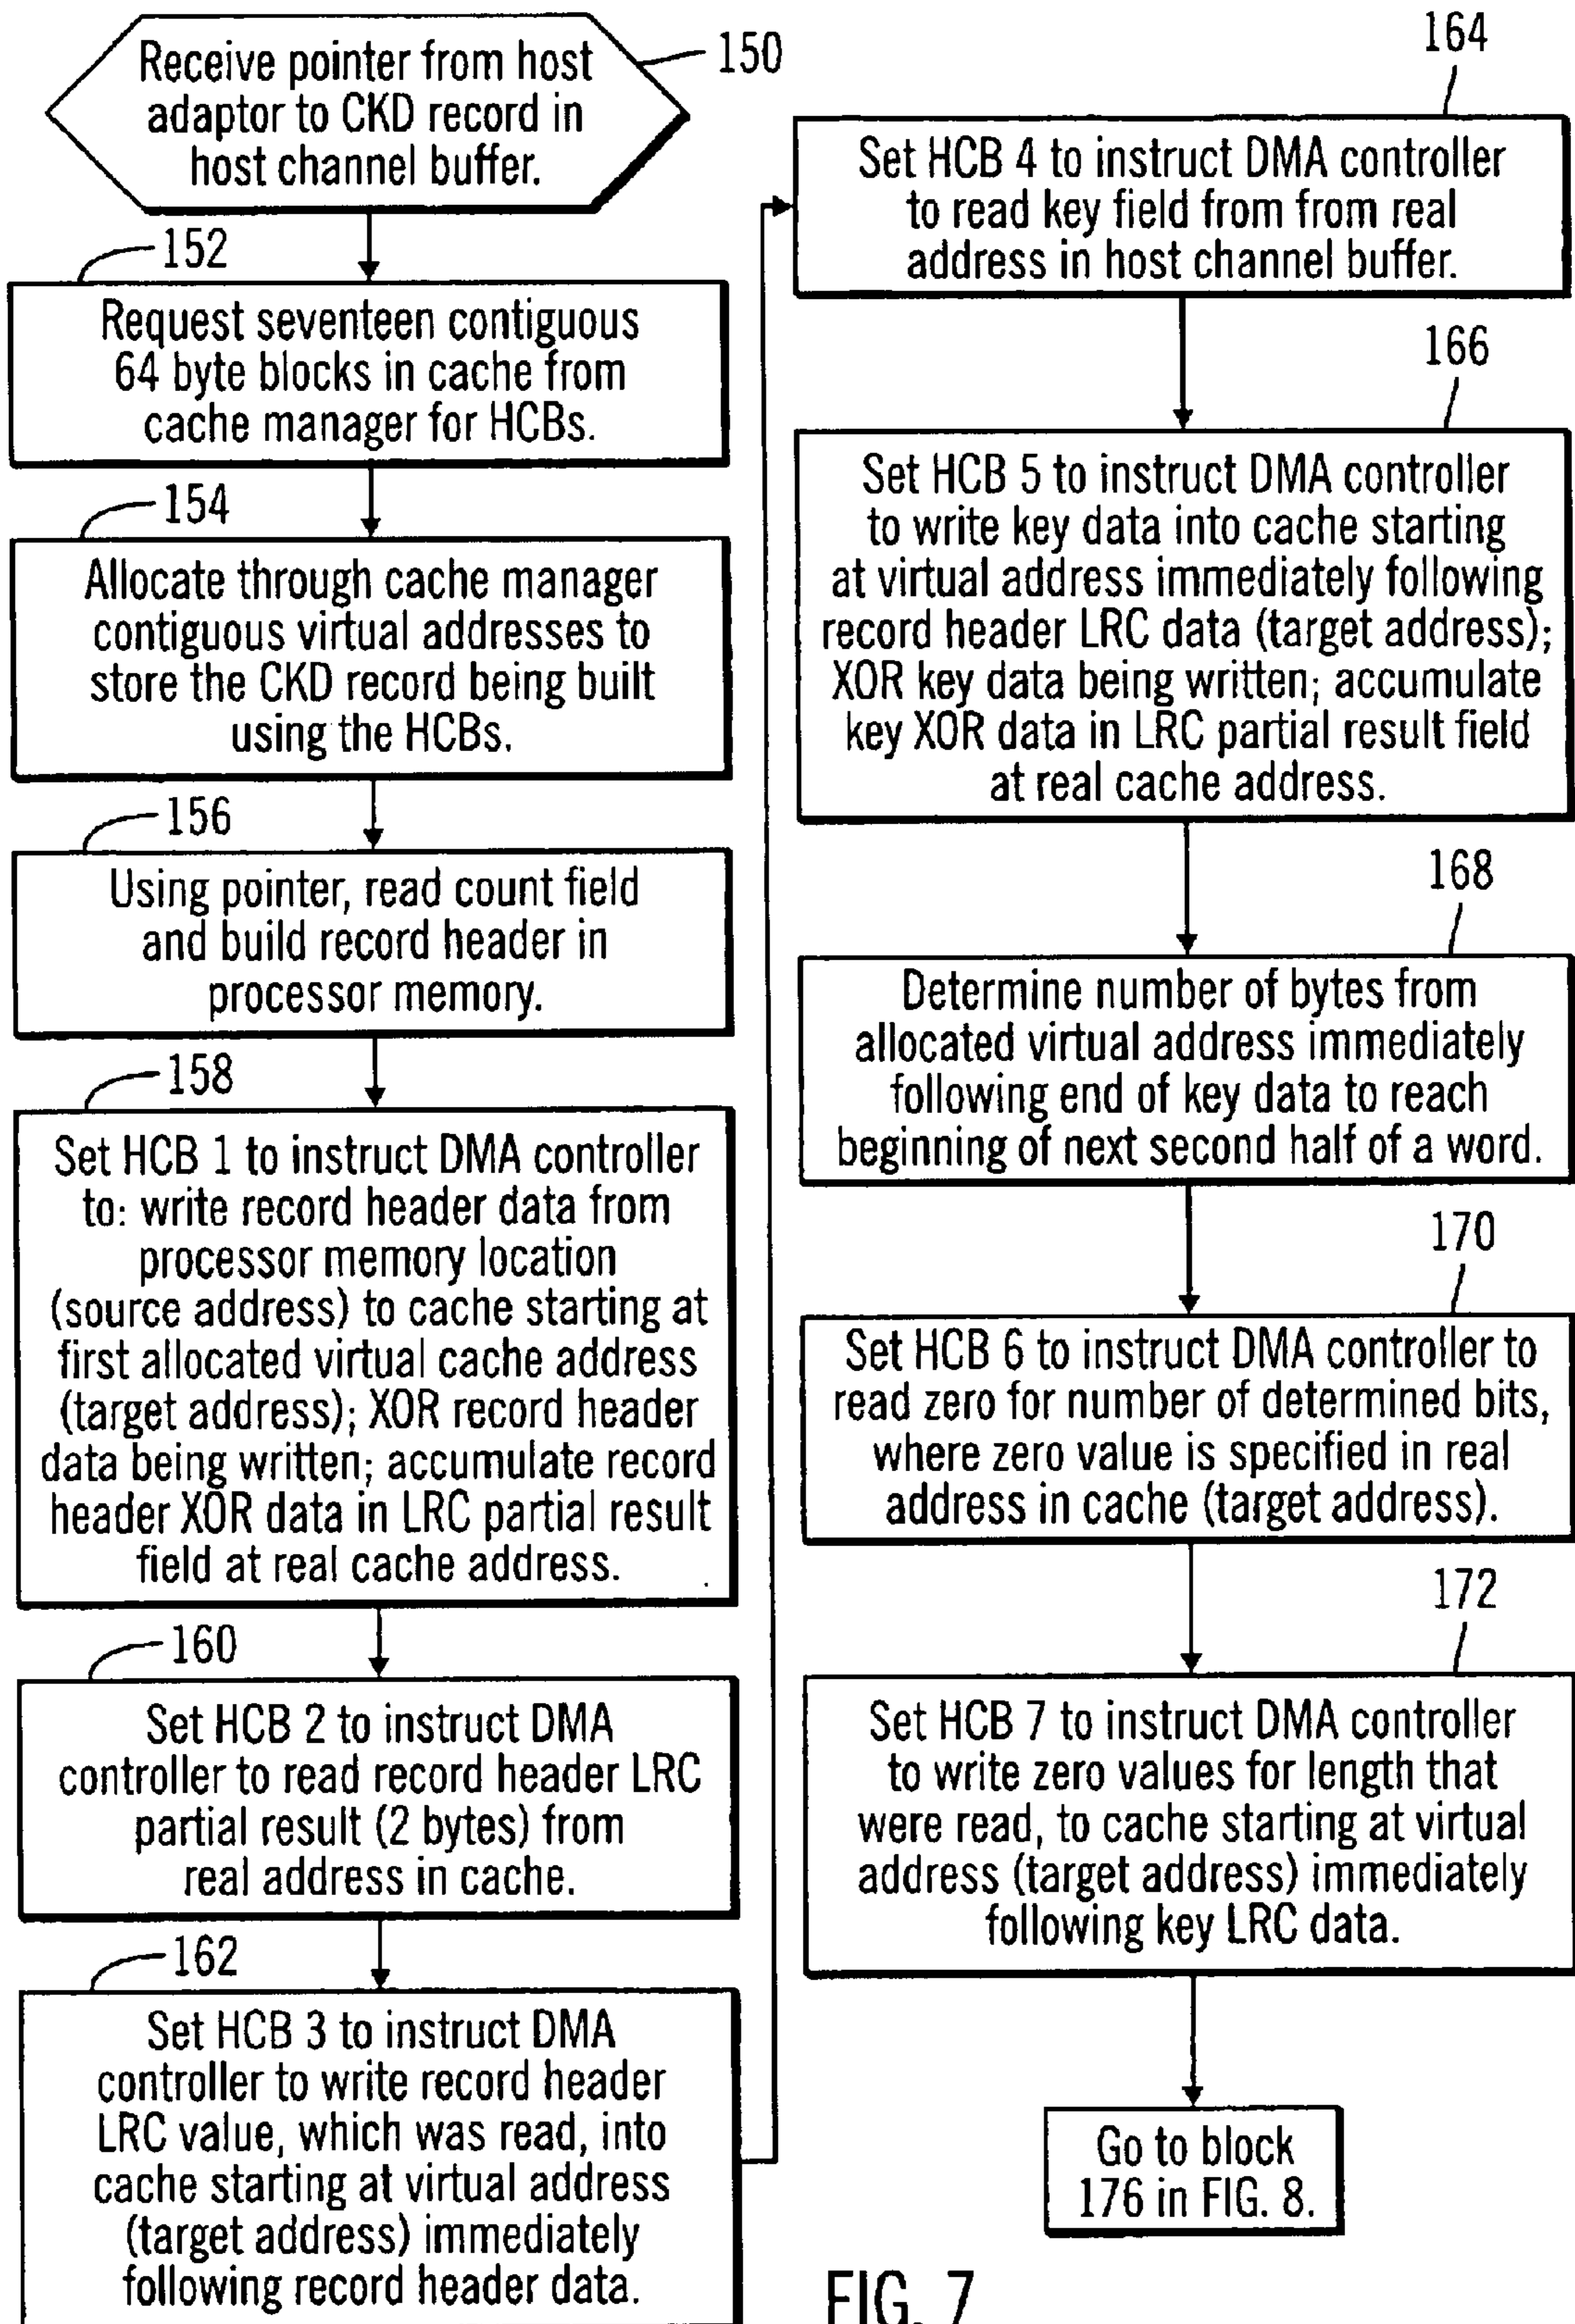 150
Receive pointer from host
adaptor to CKD record in
host channel buffer.
152
Request seventeen contiguous
64 byte blocks in cache from
cache manager for HCBs.
154
Allocate through cache manager
contiguous virtual addresses to
store the CKD record being built
using the HCBs.
156
Using pointer, read count field
and build record header in
processor memory.
158
Set HCB 1 to instruct DMA controller
to: write record header data from
processor memory location
(source address) to cache starting at
first allocated virtual cache address
(target address); XOR record header
data being written; accumulate record
header XOR data in LRC partial result
field at real cache address.
160
Set HCB 2 to instruct DMA
controller to read record header LRC
partial result (2 bytes) from
real address in cache.
162
Set HCB 3 to instruct DMA
controller to write record header
LRC value, which was read, into
cache starting at virtual address
(target address) immediately
following record header data.
164
Set HCB 4 to instruct DMA controller
to read key field from from real
address in host channel buffer.
166
Set HCB 5 to instruct DMA controller
to write key data into cache starting
at virtual address immediately following
record header LRC data (target address);
XOR key data being written; accumulate
key XOR data in LRC partial result field
at real cache address.
168
Determine number of bytes from
allocated virtual address immediately
following end of key data to reach
beginning of next second half of a word.
170
Set HCB 6 to instruct DMA controller to
read zero for number of determined bits,
where zero value is specified in real
address in cache (target address).
172
Set HCB 7 to instruct DMA controller
to write zero values for length that
were read, to cache starting at virtual
address (target address) immediately
following key LRC data.
Go to block
176 in FIG. 8.
FIG. 7